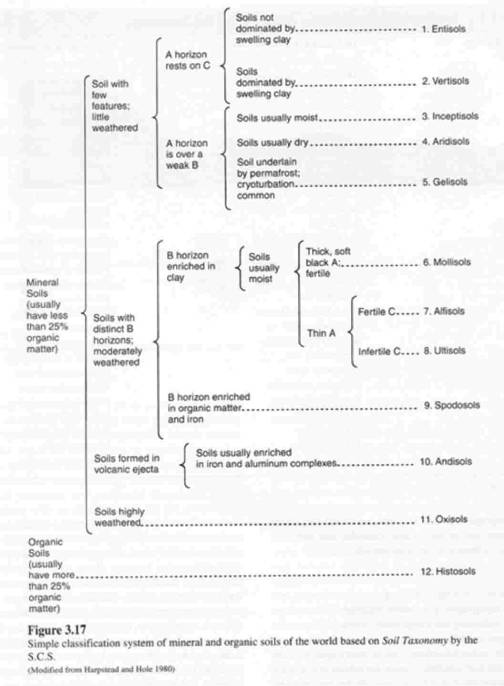 Soils not
dominated by
swelling clay
1. Entisols
A horizon
rests on C
Soils
dominated by
swelling clay
2. Vertisols
Soil with
few
features;
little
weathered
Soils usually moist
3. Inceptisols
A horizon
is over a
weak B
Soils usually dry
4. Aridisols
Soil underlain
by permafrost;
cryoturbation
common
5. Gelisols
Mineral
Soils
(usually
have less
than 25%
organic
matter)
Soils with
distinct B
horizons;
moderately
weathered
B horizon
enriched in
clay
Soils
usually
moist
Thick, soft
black A;
fertile
6. Mollisols
Thin A
Fertile C
7. Alfisols
Infertile C
8. Ultisols
B horizon enriched
in organic matter
and iron
9. Spodosols
Soils formed in
volcanic ejecta
Soils usually enriched
in iron and aluminum complexes
10. Andisols
Soils highly
weathered
11. Oxisols
Organic
Soils
(usually
have more
than 25%
organic
matter)
12. Histosols
Figure 3.17
Simple classification system of mineral and organic soils of the world based on Soil Taxonomy by the
S.C.S.
(Modified from Harpstead and Hole 1980)